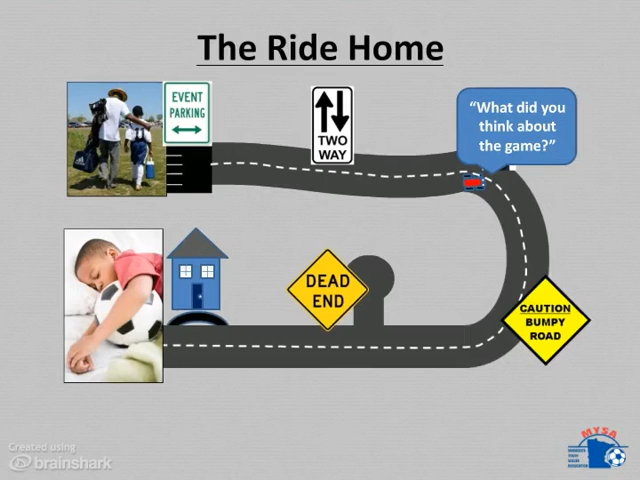 The Ride Home
EVENT
PARKING
TWO
WAY
“What did you
think about
the game?”
DEAD
END
CAUTION
BUMPY
ROAD
Created using
brainshark
MYSA